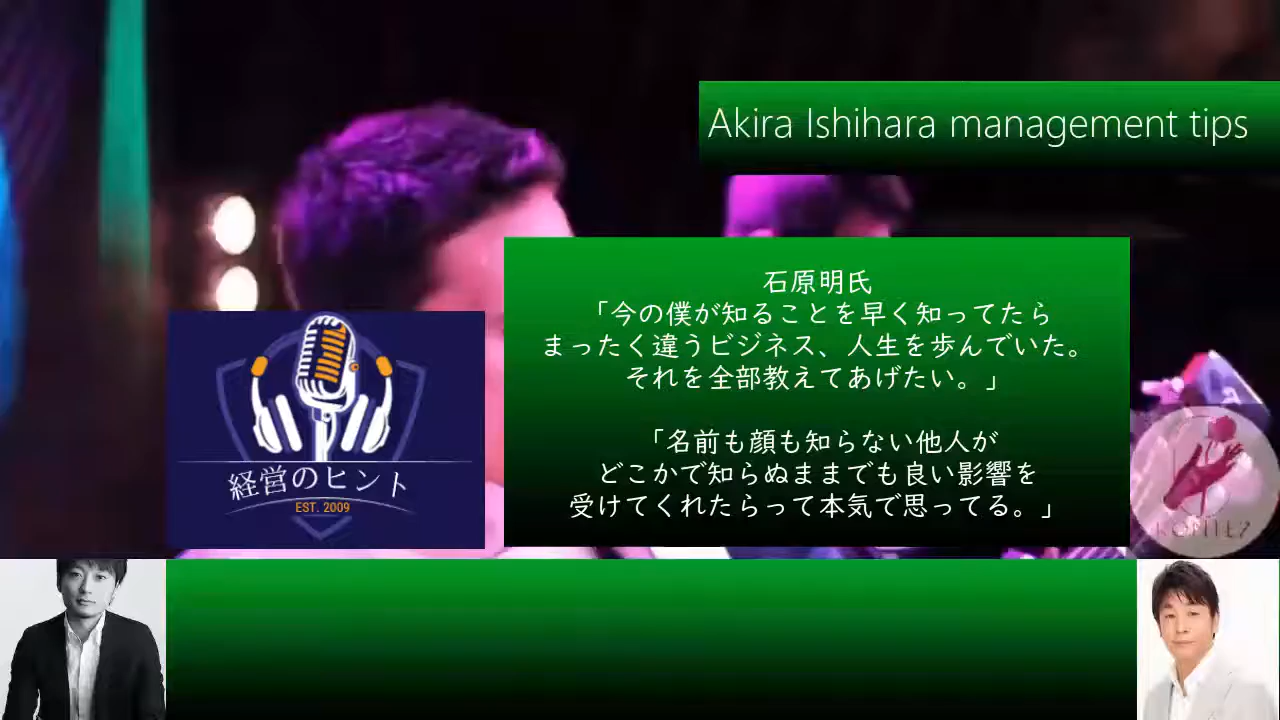 Akira Ishihara management tips
石原明氏
「今の僕が知ることを早く知ってたら
まったく違うビジネス、人生を歩んでいた。
それを全部教えてあげたい。」
「名前も顔も知らない他人が
どこかで知らぬままでも良い影響を
受けてくれたらって本気で思ってる。」
経営のヒント
EST. 2009